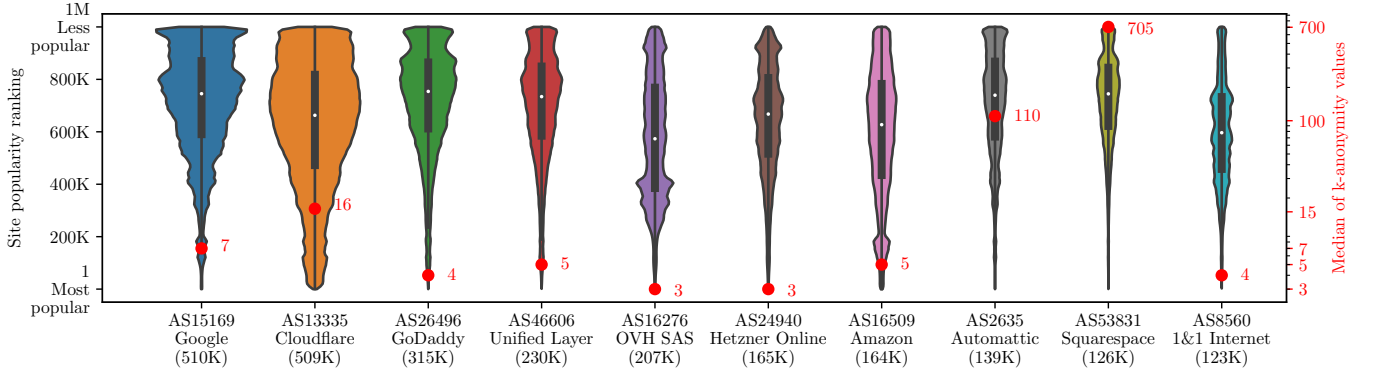 1M
Less
popular
800K
600K
400K
200K
1
Most
popular
Site popularity ranking
7
16
4
5
3
3
5
110
705
4
700
100
15
7
5
3
Median of k-anonymity values
AS15169 AS13335 AS26496 AS46606 AS16276 AS24940 AS16509 AS2635 AS53831 AS8560
Google Cloudflare GoDaddy Unified Layer OVH SAS Hetzner Online Amazon Automattic Squarespace 1&1 Internet
(510K) (509K) (315K) (230K) (207K) (165K) (164K) (139K) (126K) (123K)